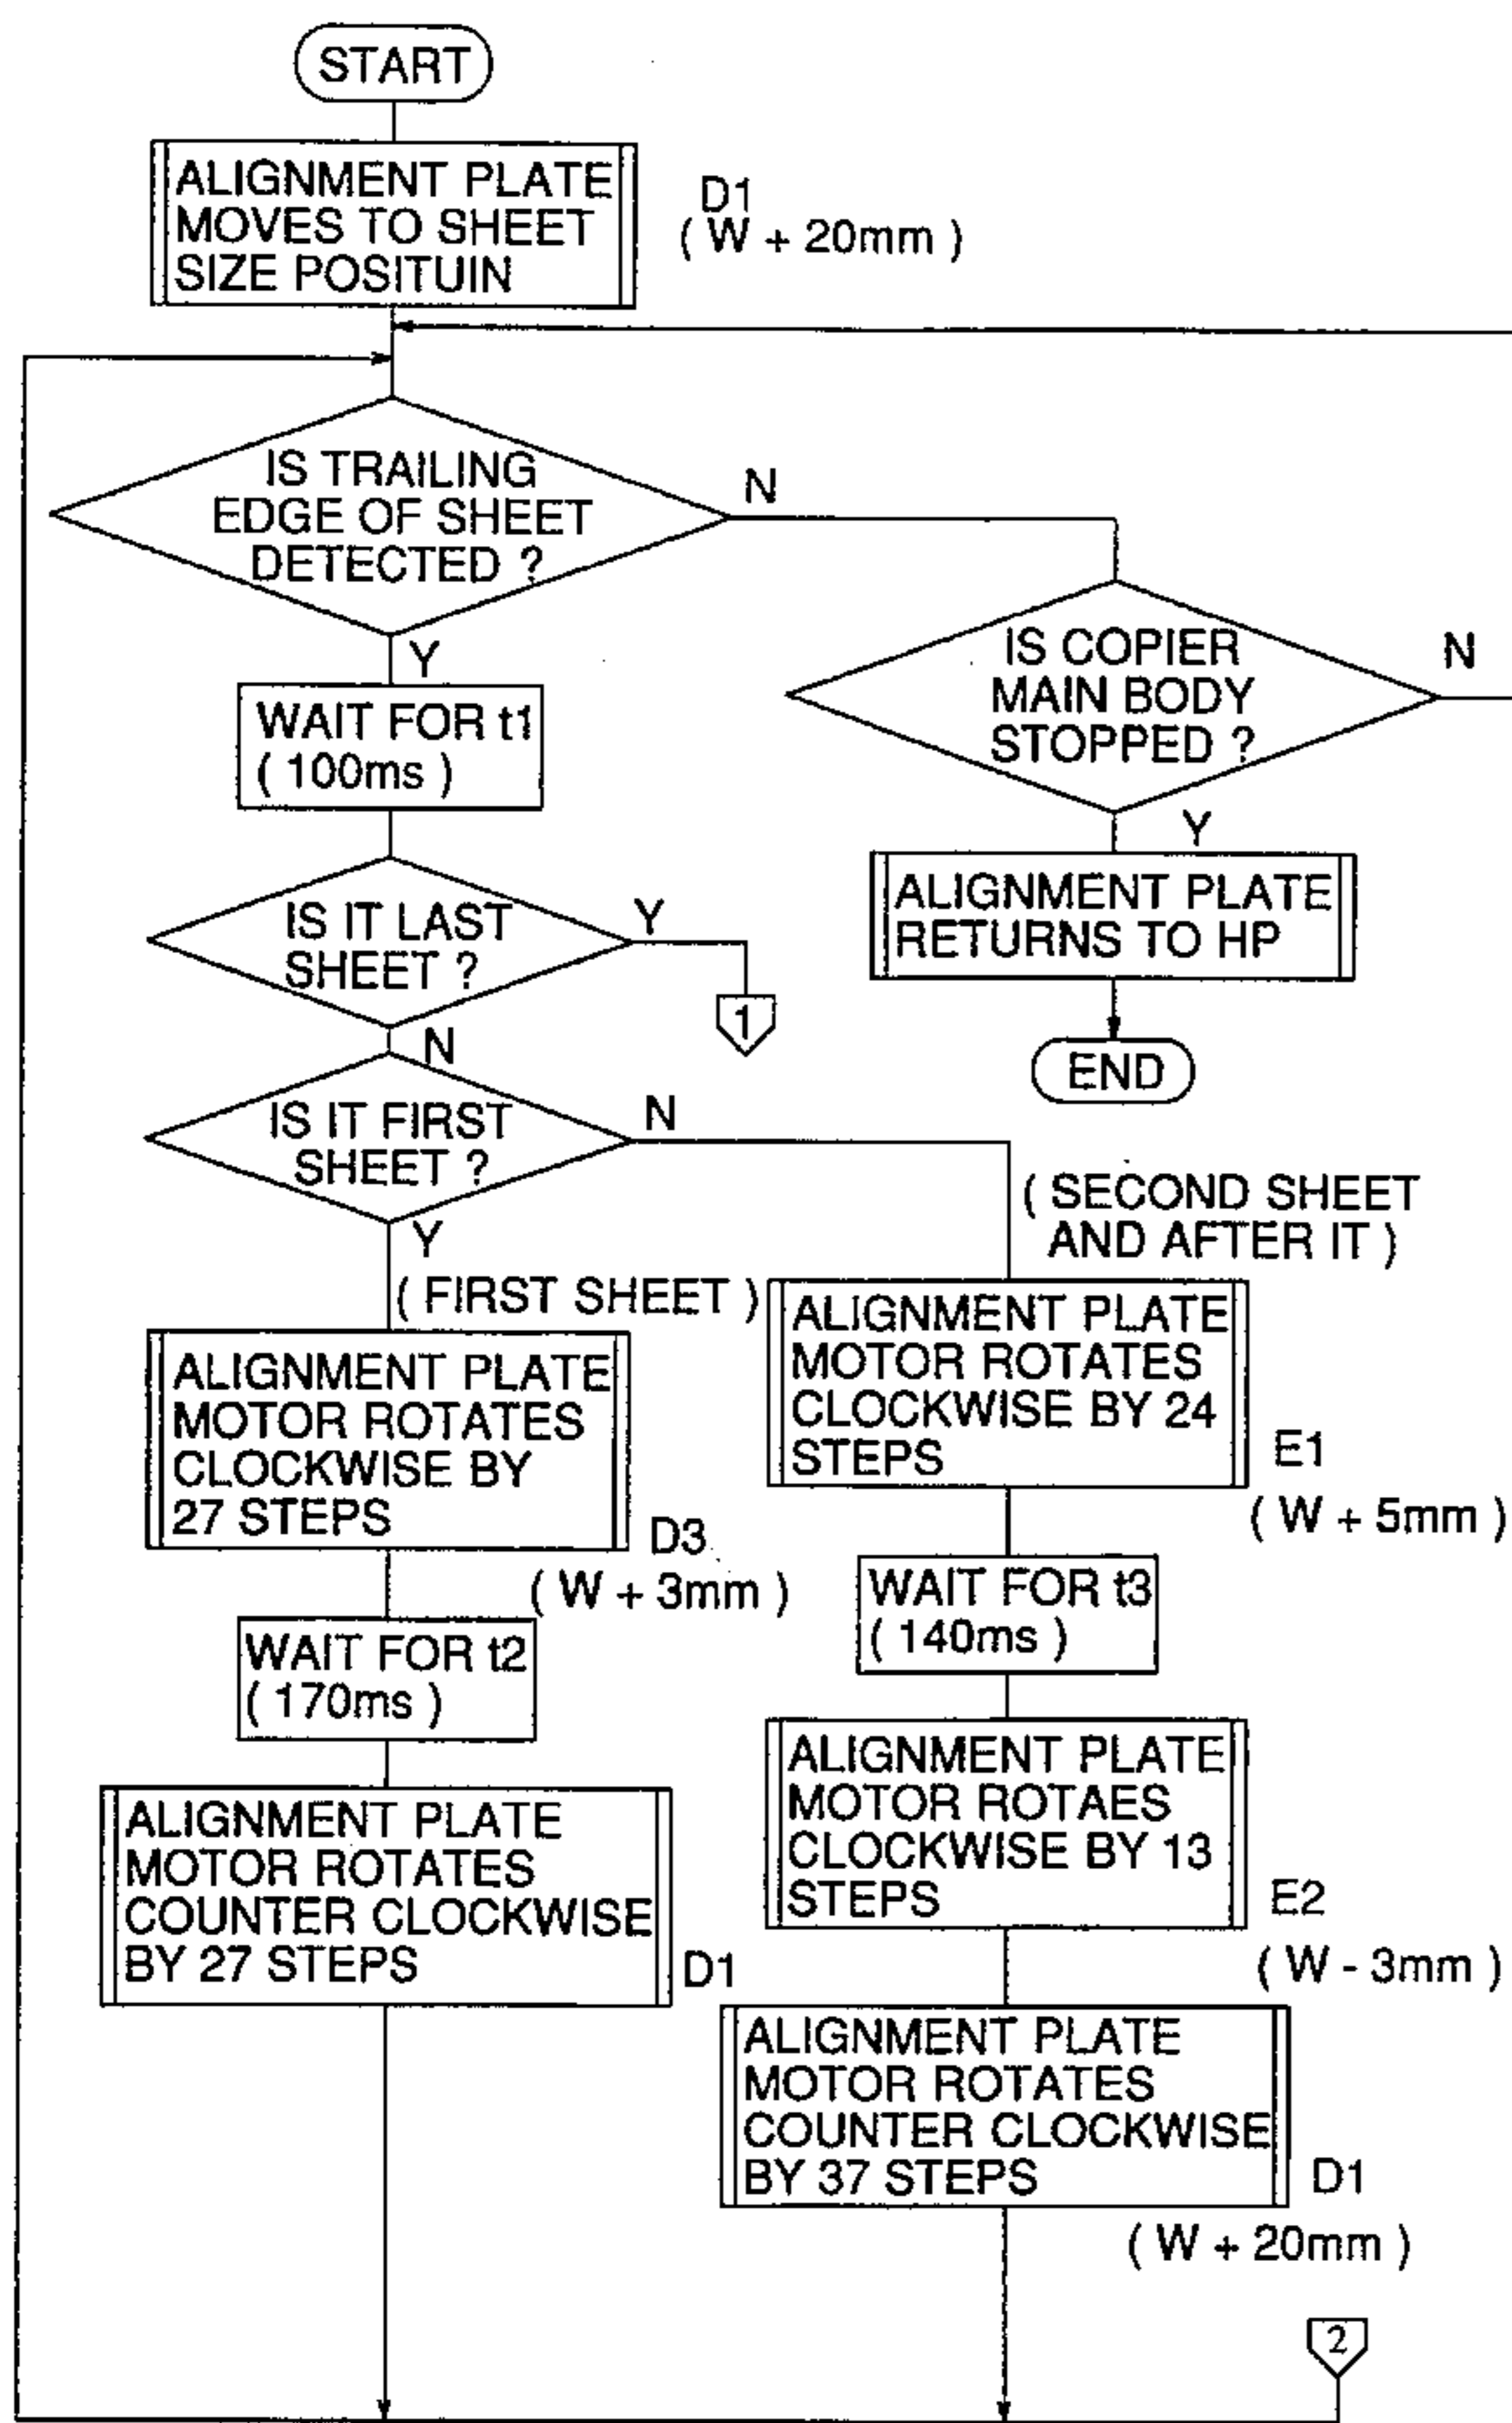 START
ALIGNMENT PLATE
MOVES TO SHEET
SIZE POSITUIN
D1
( W + 20mm )
IS TRAILING
EDGE OF SHEET
DETECTED ?
N
Y
IS COPIER
MAIN BODY
STOPPED ?
N
Y
WAIT FOR t1
( 100ms )
ALIGNMENT PLATE
RETURNS TO HP
END
IS IT LAST
SHEET ?
Y
1
N
IS IT FIRST
SHEET ?
N
Y
( SECOND SHEET
AND AFTER IT )
( FIRST SHEET )
ALIGNMENT PLATE
MOTOR ROTATES
CLOCKWISE BY
27 STEPS
D3
( W + 3mm )
WAIT FOR t2
( 170ms )
ALIGNMENT PLATE
MOTOR ROTATES
COUNTER CLOCKWISE
BY 27 STEPS
D1
ALIGNMENT PLATE
MOTOR ROTATES
CLOCKWISE BY 24
STEPS
E1
( W + 5mm )
WAIT FOR t3
( 140ms )
ALIGNMENT PLATE
MOTOR ROTAES
CLOCKWISE BY 13
STEPS
E2
( W - 3mm )
ALIGNMENT PLATE
MOTOR ROTATES
COUNTER CLOCKWISE
BY 37 STEPS
D1
( W + 20mm )
2